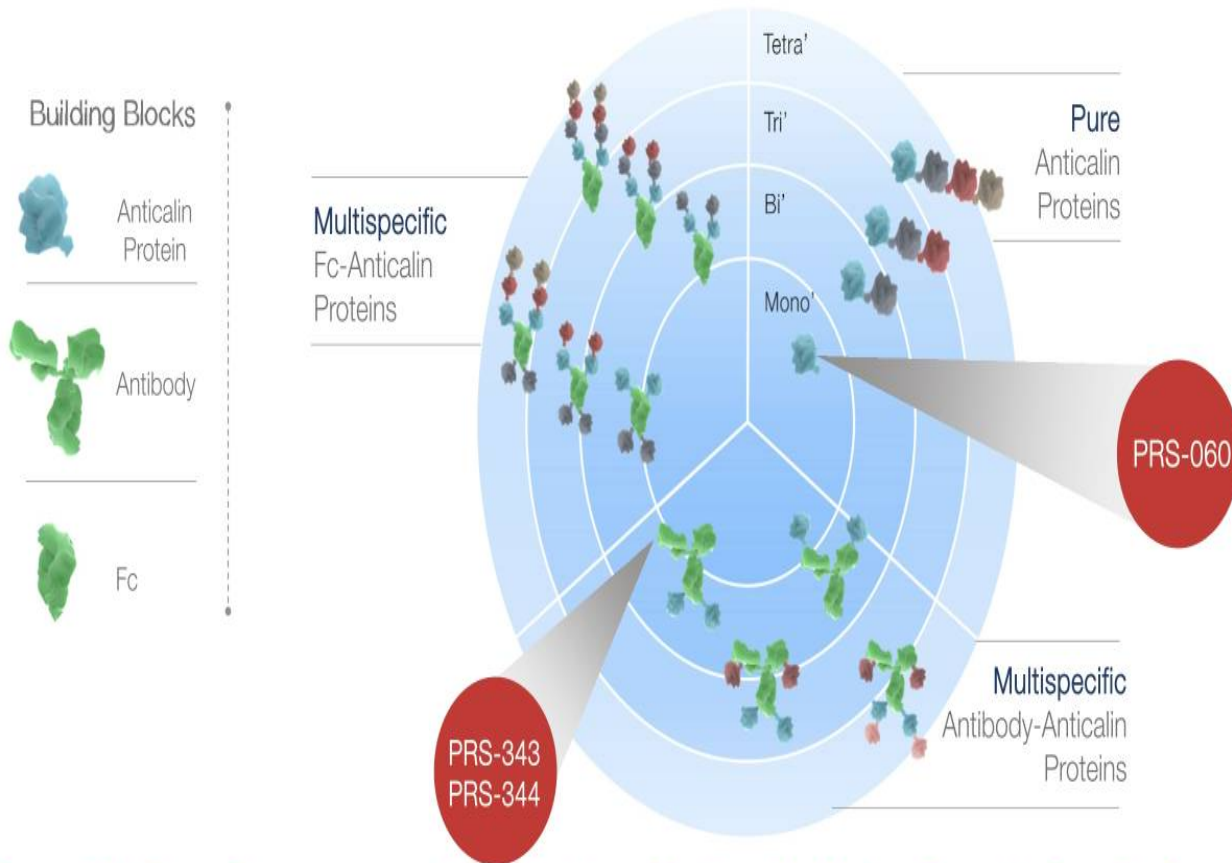 Building Blocks
Anticalin
Protein
Antibody
Fc
Multispecific
Fc-Anticalin
Proteins
Tetra'
Tri'
Bi'
Mono'
Pure
Anticalin
Proteins
PRS-060
PRS-343
PRS-344
Multispecific
Antibody-Anticalin
Proteins